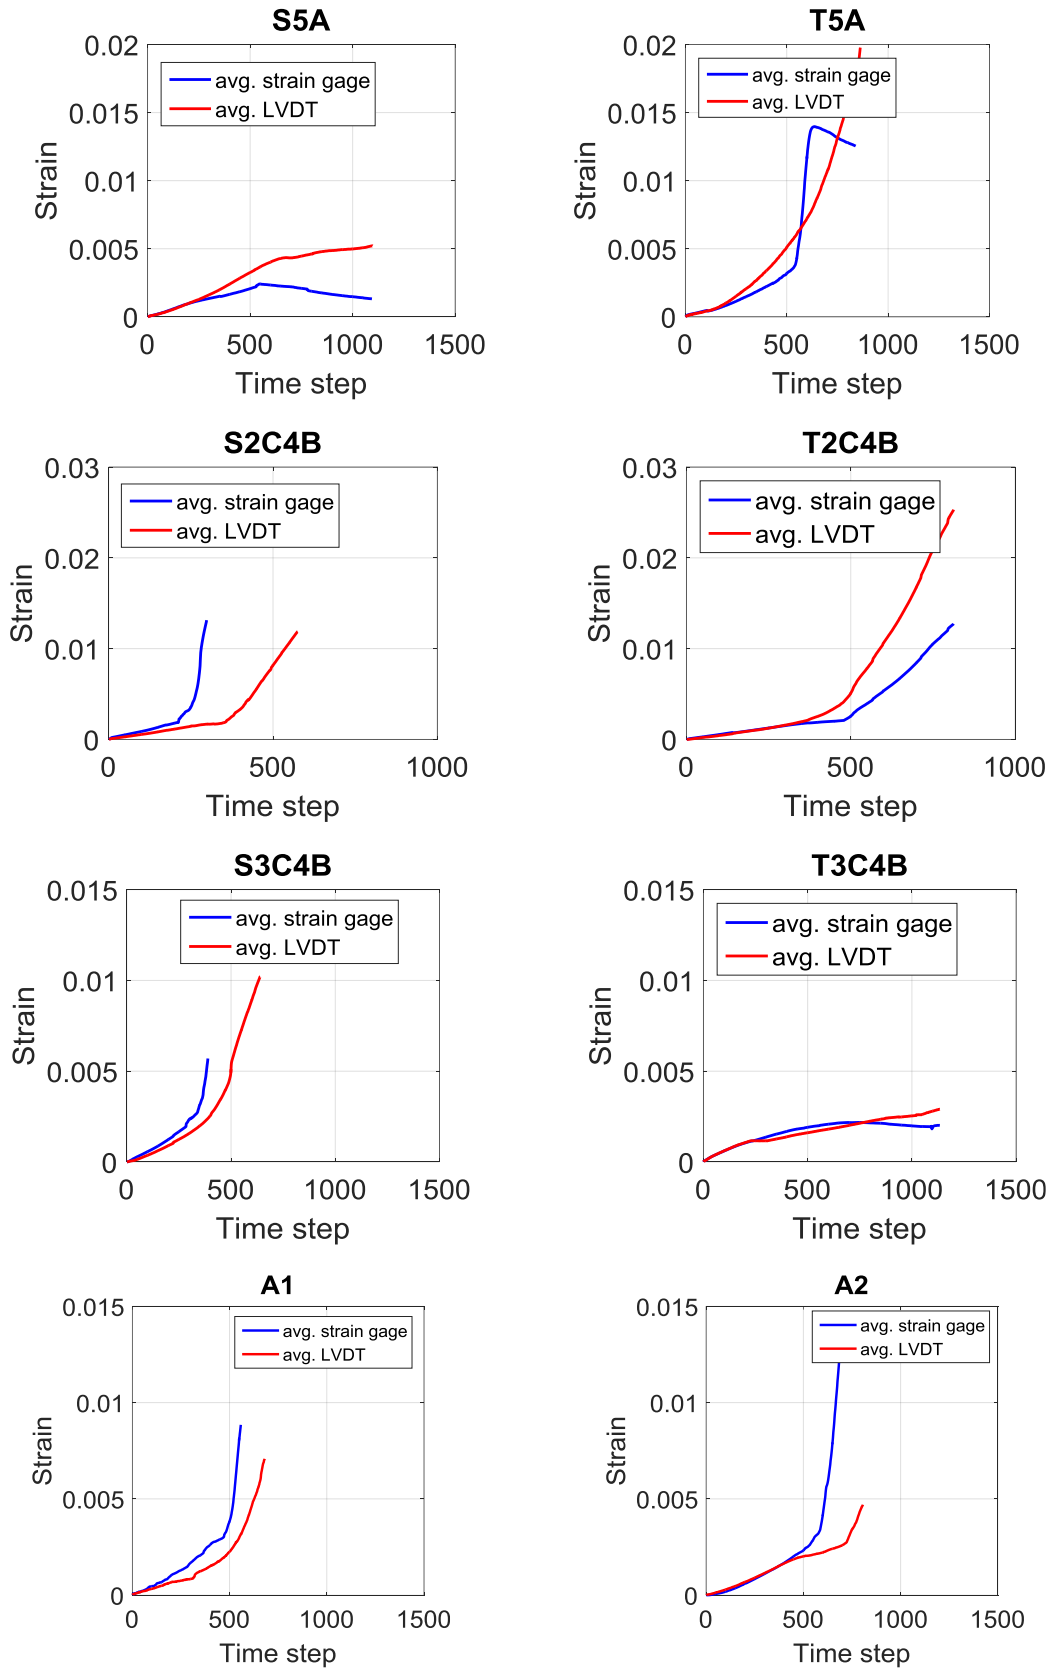 S5A
T5A
0.02
0.015
0.01
0.005
0
avg. strain gage
avg. LVDT
Strain
0 500 1000 1500
Time step
0.02
0.015
0.01
0.005
0
avg. strain gage
avg. LVDT
Strain
0 500 1000 1500
Time step
S2C4B
T2C4B
0.03
0.02
0.01
0
avg. strain gage
avg. LVDT
Strain
0 500 1000
Time step
0.03
0.02
0.01
0
avg. strain gage
avg. LVDT
Strain
0 500 1000
Time step
S3C4B
T3C4B
0.015
0.01
0.005
0
avg. strain gage
avg. LVDT
Strain
0 500 1000 1500
Time step
0.015
0.01
0.005
0
avg. strain gage
avg. LVDT
Strain
0 500 1000 1500
Time step
A1
A2
0.015
0.01
0.005
0
avg. strain gage
avg. LVDT
Strain
0 500 1000 1500
Time step
0.015
0.01
0.005
0
avg. strain gage
avg. LVDT
Strain
0 500 1000 1500
Time step